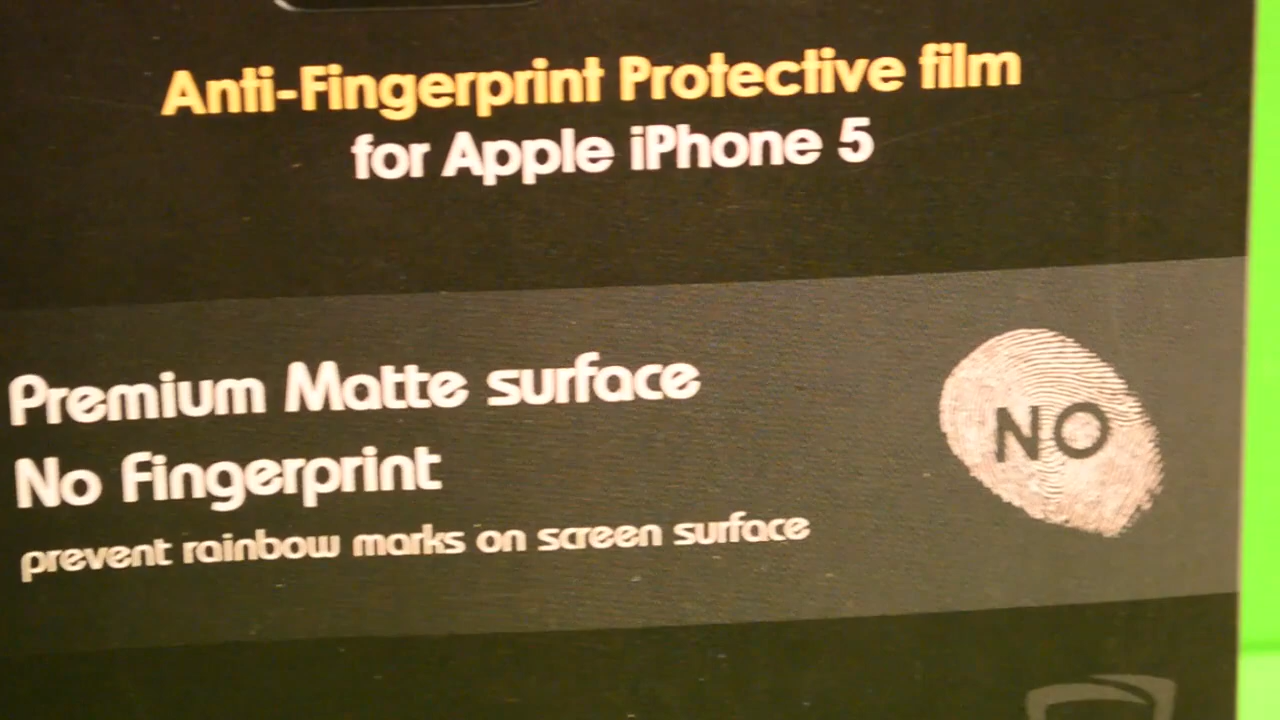 Anti-Fingerprint Protective film
for Apple iPhone 5
Premium Matte surface
No Fingerprint
NO
prevent rainbow marks on screen surface